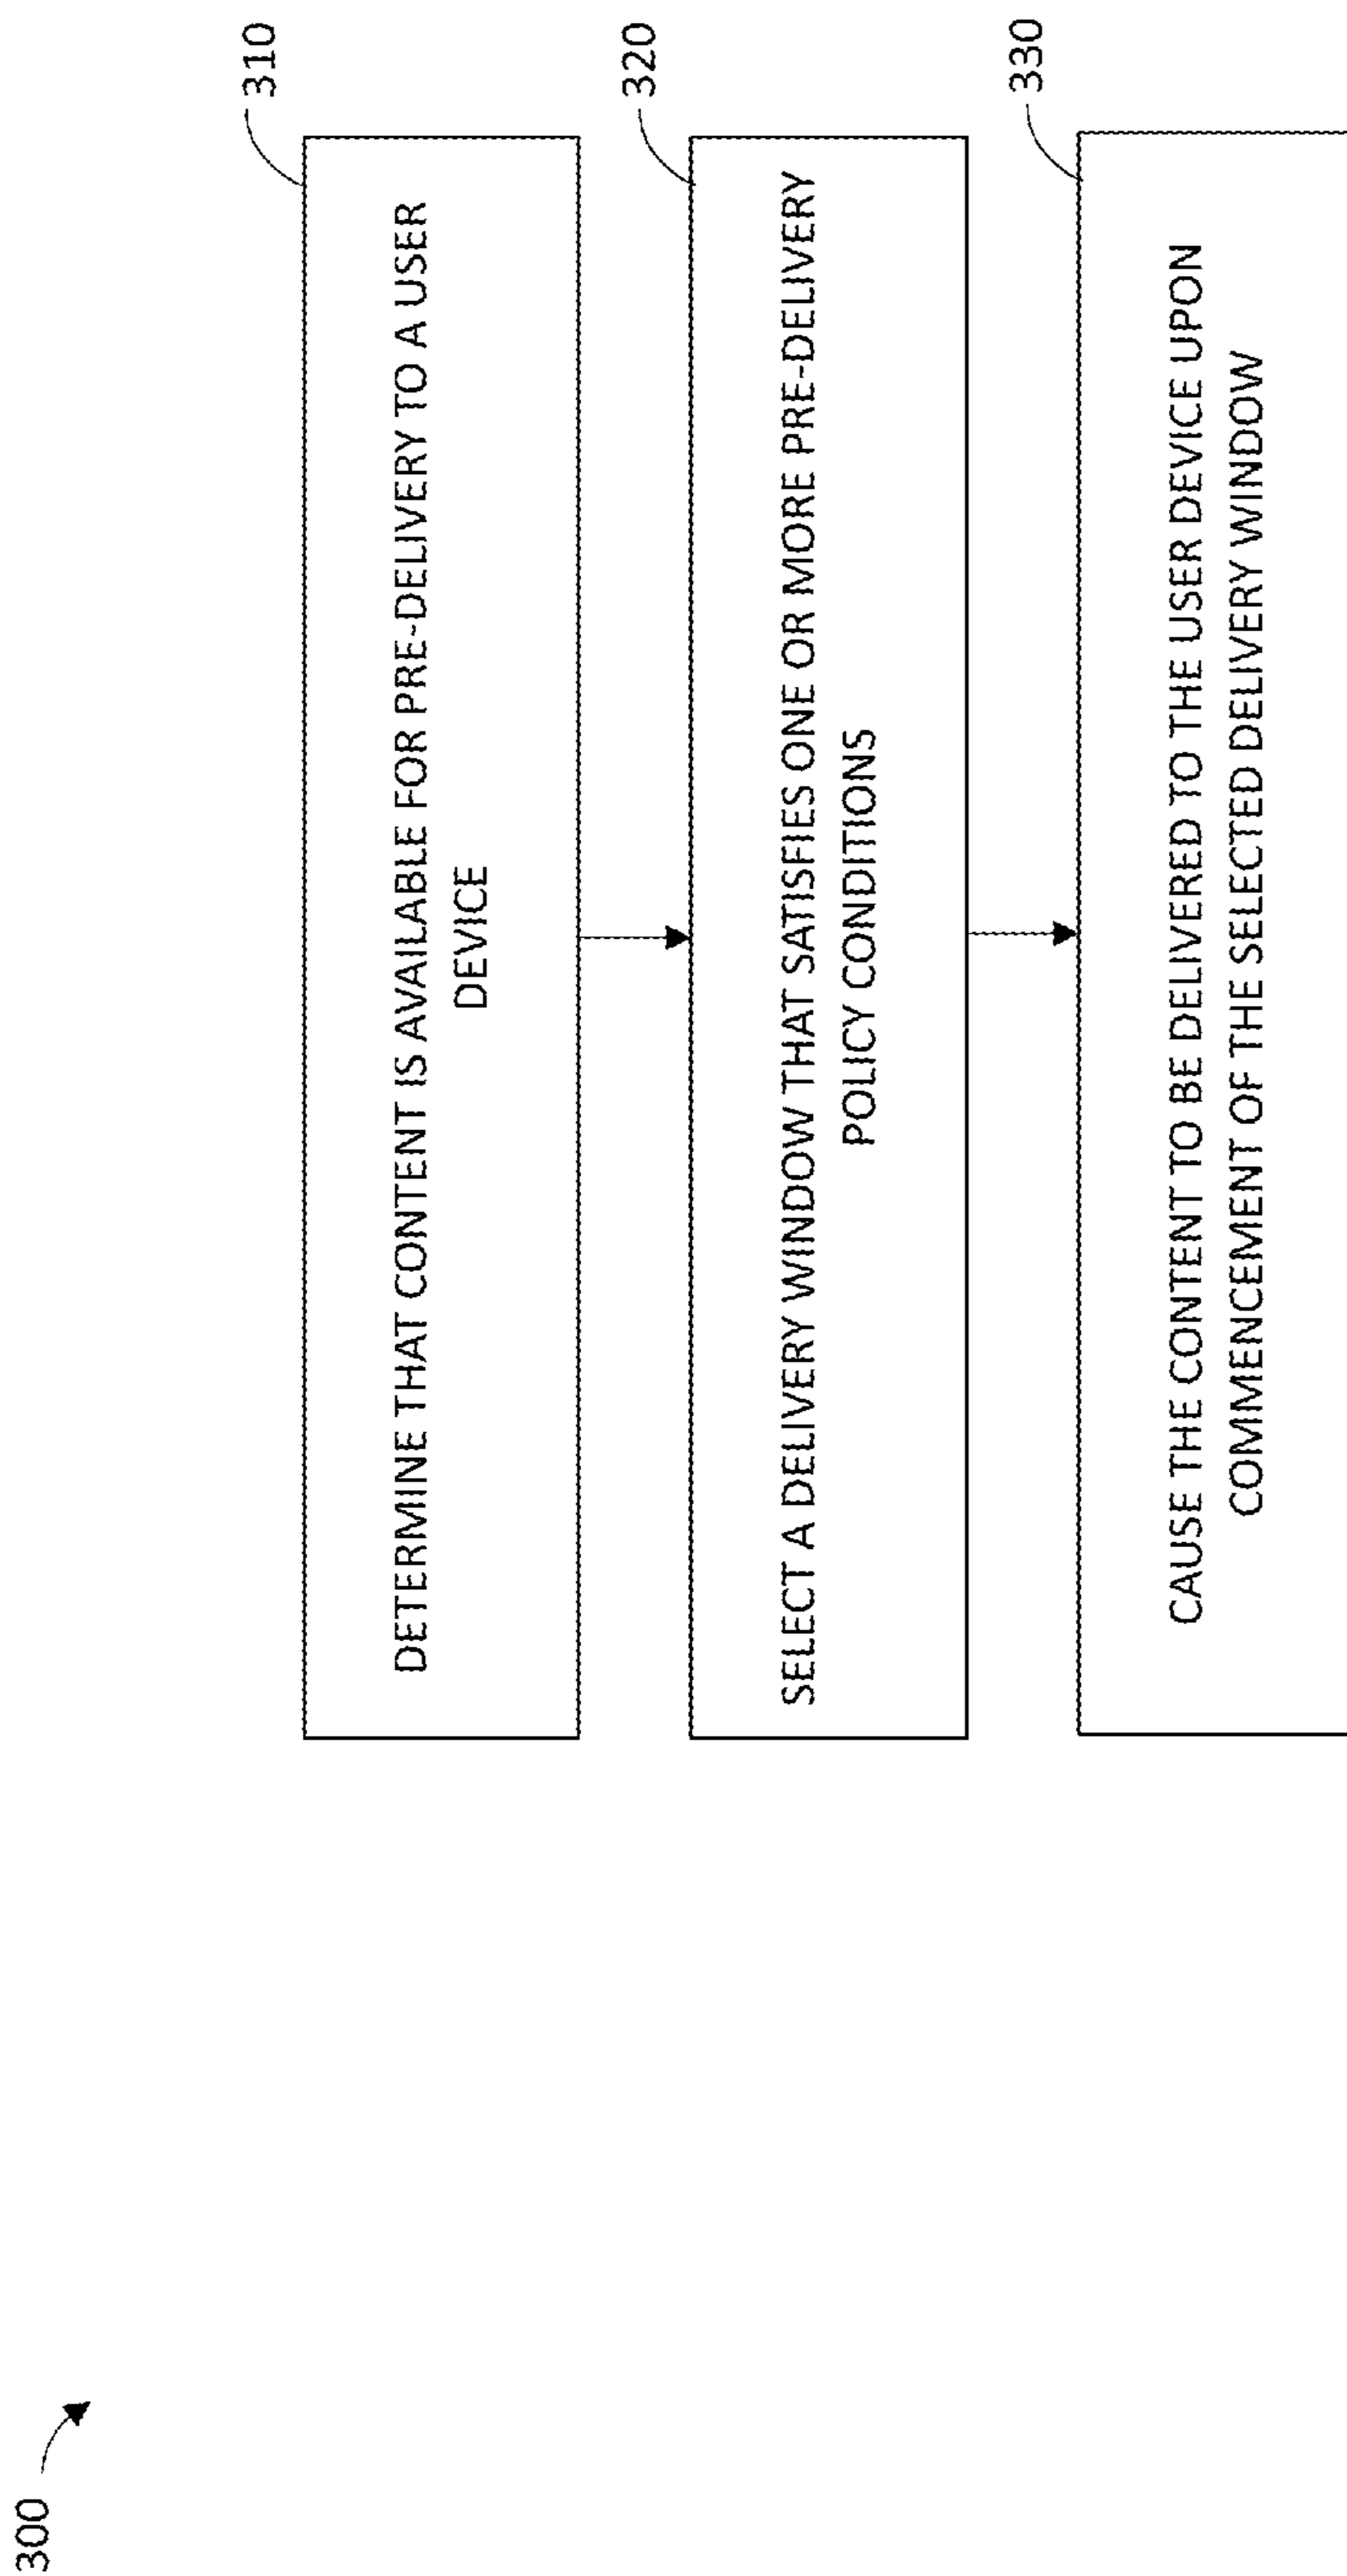 300
310
DETERMINE THAT CONTENT IS AVAILABLE FOR PRE-DELIVERY TO A USER
DEVICE
320
SELECT A DELIVERY WINDOW THAT SATISFIES ONE OR MORE PRE-DELIVERY
POLICY CONDITIONS
330
CAUSE THE CONTENT TO BE DELIVERED TO THE USER DEVICE UPON
COMMENCEMENT OF THE SELECTED DELIVERY WINDOW